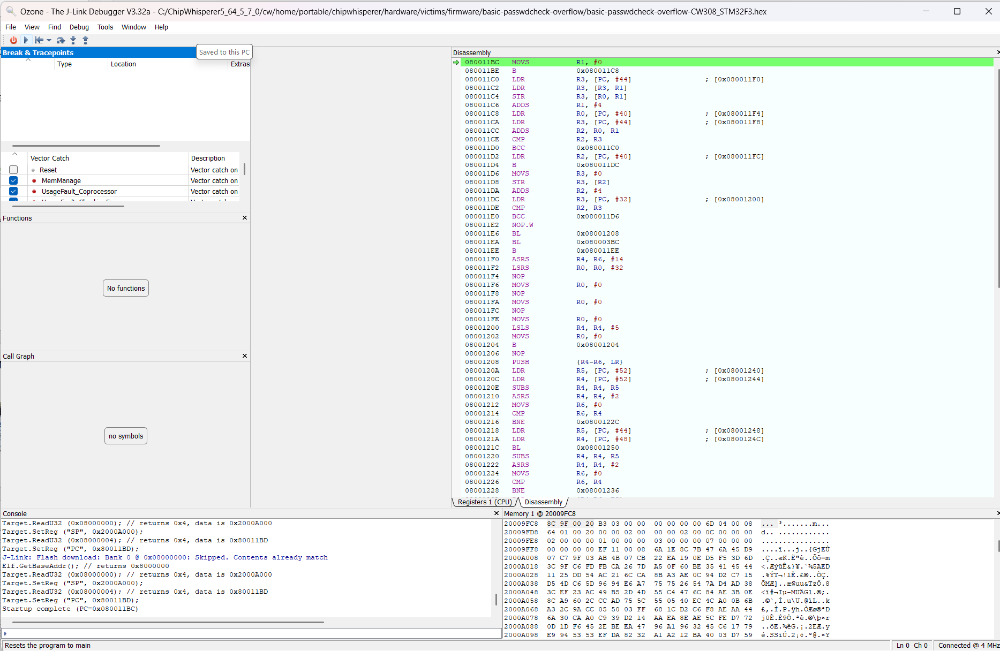 Ozone - The J-Link Debugger V3.32a - C:/ChipWhisperer5_64_5_7_0/cw/home/portable/chipwhisperer/hardware/victims/firmware/basic-passwdcheck-overflow/basic-passwdcheck-overflow-CW308_STM32F3.hex
File View Find Debug Tools Window Help
Break & Tracepoints
Saved to this PC
Type Location Extras
Vector Catch Description
Reset Vector catch on
MemManage Vector catch on
UsageFault_Coprocessor Vector catch on
Functions
No functions
Call Graph
no symbols
Disassembly
080011BC MOVS R1, #0
080011BE B 0x080011C8
080011C0 LDR R3, [PC, #44] ; [0x080011F0]
080011C2 LDR R3, [R3, R1]
080011C4 STR R3, [R0, R1]
080011C6 ADDS R1, #4
080011C8 LDR R0, [PC, #40] ; [0x080011F4]
080011CA LDR R3, [PC, #44] ; [0x080011F8]
080011CC ADDS R2, R0, R1
080011CE CMP R2, R3
080011D0 BCC 0x080011C0
080011D2 LDR R2, [PC, #40] ; [0x080011FC]
080011D4 B 0x080011DC
080011D6 MOVS R3, #0
080011D8 STR R3, [R2]
080011DA ADDS R2, #4
080011DC LDR R3, [PC, #32] ; [0x08001200]
080011DE CMP R2, R3
080011E0 BCC 0x080011D6
080011E2 NOP.W
080011E6 BL 0x08001208
080011EA BL 0x080003BC
080011EE B 0x080011EE
080011F0 ASRS R4, R6, #14
080011F2 LSRS R0, R0, #32
080011F4 NOP
080011F6 MOVS R0, #0
080011F8 NOP
080011FA MOVS R0, #0
080011FC NOP
080011FE MOVS R0, #0
08001200 LSLS R4, R4, #5
08001202 MOVS R0, #0
08001204 B 0x08001204
08001206 NOP
08001208 PUSH {R4-R6, LR}
0800120A LDR R5, [PC, #52] ; [0x08001240]
0800120C LDR R4, [PC, #52] ; [0x08001244]
0800120E SUBS R4, R4, R5
08001210 ASRS R4, R4, #2
08001212 MOVS R6, #0
08001214 CMP R6, R4
08001216 BNE 0x0800122C
08001218 LDR R5, [PC, #44] ; [0x08001248]
0800121A LDR R4, [PC, #48] ; [0x0800124C]
0800121C BL 0x08001250
08001220 SUBS R4, R4, R5
08001222 ASRS R4, R4, #2
08001224 MOVS R6, #0
08001226 CMP R6, R4
08001228 BNE 0x08001236
Registers 1 (CPU) Disassembly
Console
Target.ReadU32 (0x08000000); // returns 0x4, data is 0x2000A000
Target.SetReg ("SP", 0x2000A000);
Target.ReadU32 (0x08000004); // returns 0x4, data is 0x80011BD
Target.SetReg ("PC", 0x80011BD);
J-Link: Flash download: Bank 0 @ 0x08000000: Skipped. Contents already match
Elf.GetBaseAddr(); // returns 0x8000000
Target.ReadU32 (0x08000000); // returns 0x4, data is 0x2000A000
Target.SetReg ("SP", 0x2000A000);
Target.ReadU32 (0x08000004); // returns 0x4, data is 0x80011BD
Target.SetReg ("PC", 0x80011BD);
Startup complete (PC=0x080011BC)
Memory 1 @ 20009FC8
20009FC8 8C 9F 00 20 B3 03 00 00 00 00 00 00 6D 04 00 08
20009FD8 64 01 00 20 00 00 02 00 00 00 02 00 0C 00 00 00
20009FE8 02 00 00 00 01 00 00 00 03 00 00 00 07 00 00 00
20009FF8 00 00 00 00 EF 11 00 08 6A 1E 8C 7B 47 6A 45 D9
2000A008 07 C7 9F 03 AB 4B 07 CB 22 EA 19 0E D5 F5 3D 6D
2000A018 3C 9F C6 FD FB CA 26 7D A5 0F 60 BE 35 41 45 44
2000A028 11 25 DD 54 AC 21 6C CA 8B A3 AE 0C 94 D2 C7 15
2000A038 D5 4D C6 5D 96 94 E6 A7 75 75 26 54 7A D4 AD 38
2000A048 3C EF 23 AC 49 B5 2D 4D 55 C4 47 6C 84 AE 3B 0E
2000A058 8C A9 60 2C CC AD 75 5C 55 05 40 EC 4C A0 0B 6B
2000A068 A3 2C 9A CC 05 50 03 FF 68 1C D2 C6 F8 AE AA 44
2000A078 6A 30 CA A0 C9 39 D2 14 AA EA 8E AE 5C FE D7 72
2000A088 0D 1D F6 45 2E BE EA 47 96 A1 96 32 45 C6 17 79
2000A098 E9 94 53 53 EF DA 82 32 A1 A2 12 BA 40 03 D7 59
Resets the program to main
Ln 0 Ch 0 Connected @ 4 MHz